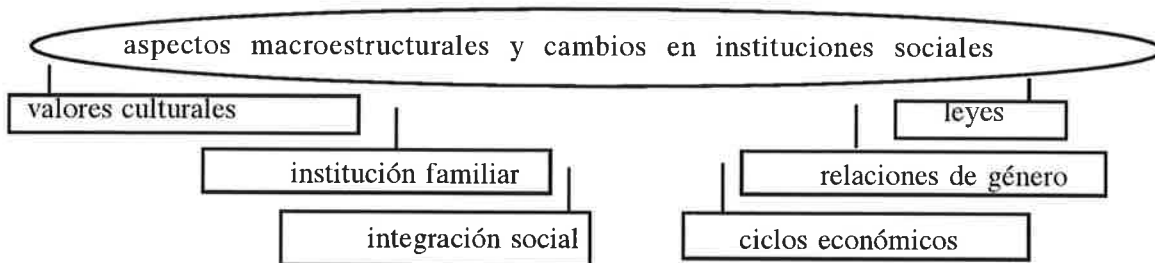 aspectos macroestructurales y cambios en instituciones sociales
valores culturales
leyes
institución familiar
relaciones de género
integración social
ciclos económicos